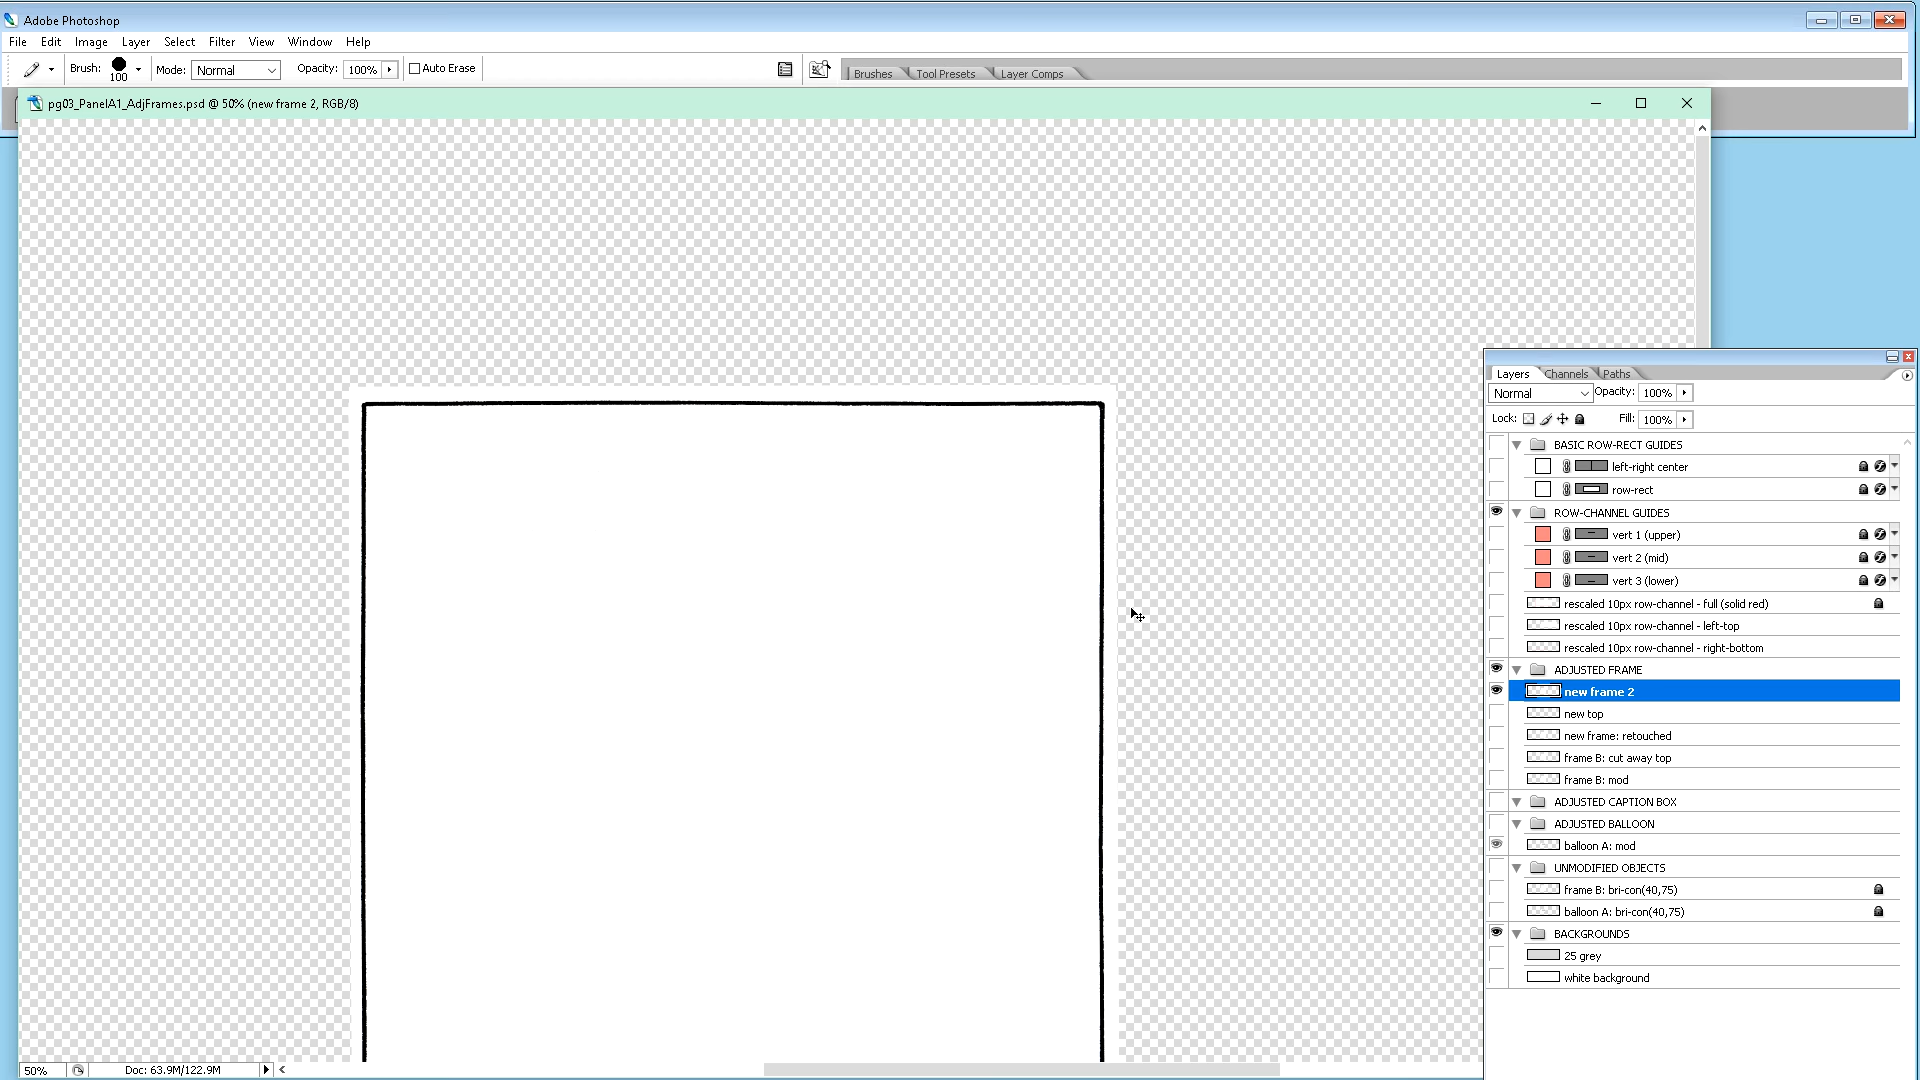 Adobe Photoshop
File Edit Image Layer Select Filter View Window Help
Brush: 100 Mode: Normal Opacity: 100% Auto Erase Brushes Tool Presets Layer Comps
pg03_PanelA1_AdjFrames.psd @ 50% (new frame 2, RGB/8)
Layers Channels Paths
Normal Opacity: 100%
Lock: Fill: 100%
BASIC ROW-RECT GUIDES
left-right center
row-rect
ROW-CHANNEL GUIDES
vert 1 (upper)
vert 2 (mid)
vert 3 (lower)
rescaled 10px row-channel - full (solid red)
rescaled 10px row-channel - left-top
rescaled 10px row-channel - right-bottom
ADJUSTED FRAME
new frame 2
new top
new frame: retouched
frame B: cut away top
frame B: mod
ADJUSTED CAPTION BOX
ADJUSTED BALLOON
balloon A: mod
UNMODIFIED OBJECTS
frame B: bri-con(40,75)
balloon A: bri-con(40,75)
BACKGROUNDS
25 grey
white background
50% Doc: 63.9M/122.9M